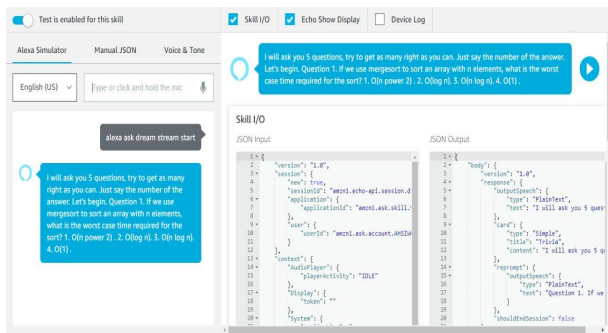 Test is enabled for this skill
Skill I/O
Echo Show Display
Device Log
Alexa Simulator
Manual JSON
Voice & Tone
English (US)
Type or click and hold the mic
alexa ask dream stream start
I will ask you 5 questions, try to
get as many right as you can. Just say the number of the
answer. Let's begin. Question 1. If we use
mergesort to sort an array with n elements,
what is the worst case time required for the
sort? 1. O(n power 2) . 2. O(log n). 3. O(n log n).
4. O(1) .
I will ask you 5 questions, try to get as many right as you can. Just say the number of the answer.
Let's begin. Question 1. If we use mergesort to sort an array with n elements, what is the worst
case time required for the sort? 1. O(n power 2) . 2. O(log n). 3. O(n log n). 4. O(1) .
Skill I/O
JSON Input
1 {
2 "version": "1.0",
3 "session": {
4 "new": true,
5 "sessionId": "amzn1.echo-api.session.d
6 "application": {
7 "applicationId": "amzn1.ask.skill.
8 },
9 "user": {
10 "userId": "amzn1.ask.account.AMSIW
11 }
12 },
13 "context": {
14 "AudioPlayer": {
15 "playerActivity": "IDLE"
16 },
17 "Display": {
18 "token": ""
19 },
20 "System": {
JSON Output
1 {
2 "body": {
3 "version": "1.0",
4 "response": {
5 "outputSpeech": {
6 "type": "PlainText",
7 "text": "I will ask you 5 quest
8 },
9 "card": {
10 "type": "Simple",
11 "title": "Trivia",
12 "content": "I will ask you 5 qu
13 },
14 "reprompt": {
15 "outputSpeech": {
16 "type": "PlainText",
17 "text": "Question 1. If we
18 }
19 },
20 "shouldEndSession": false